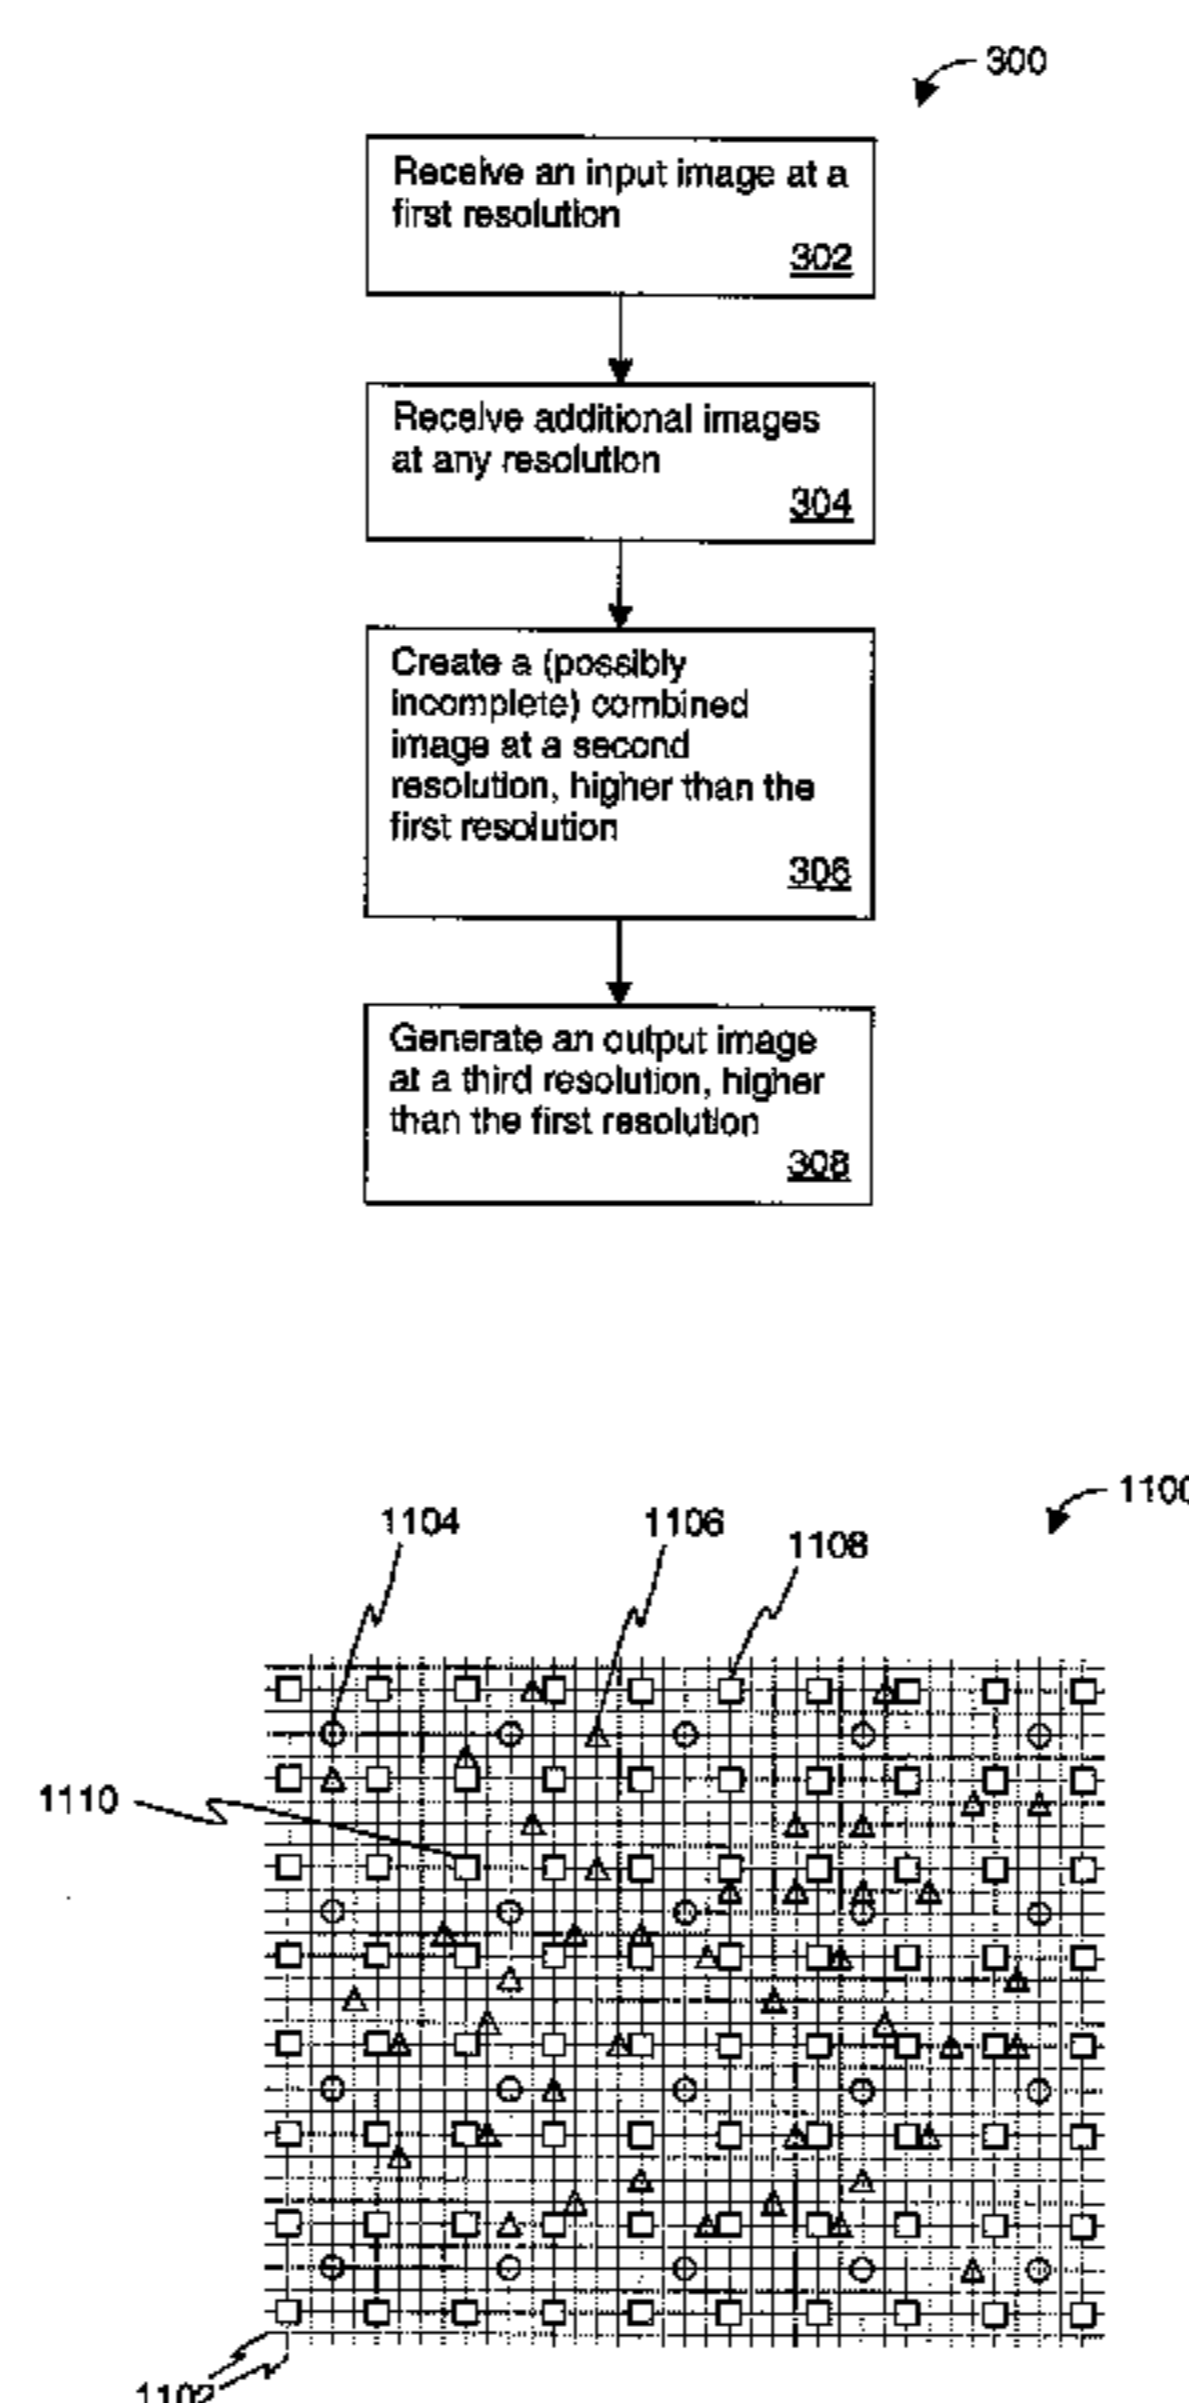 300
Receive an input image at a
first resolution
302
Receive additional images
at any resolution
304
Create a (possibly
incomplete) combined
image at a second
resolution, higher than the
first resolution
306
Generate an output image
at a third resolution, higher
than the first resolution
308
1100
1104
1106
1108
1110
1102